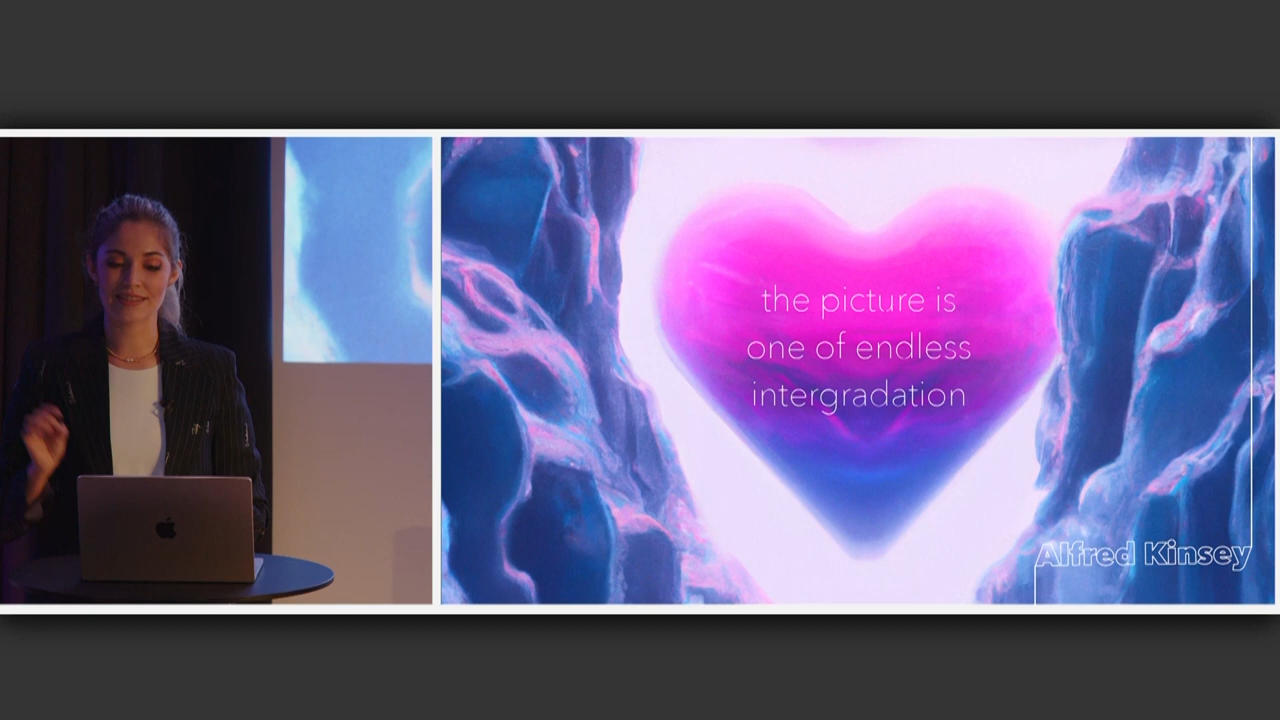 the picture is
one of endless
intergradation
Alfred Kinsey